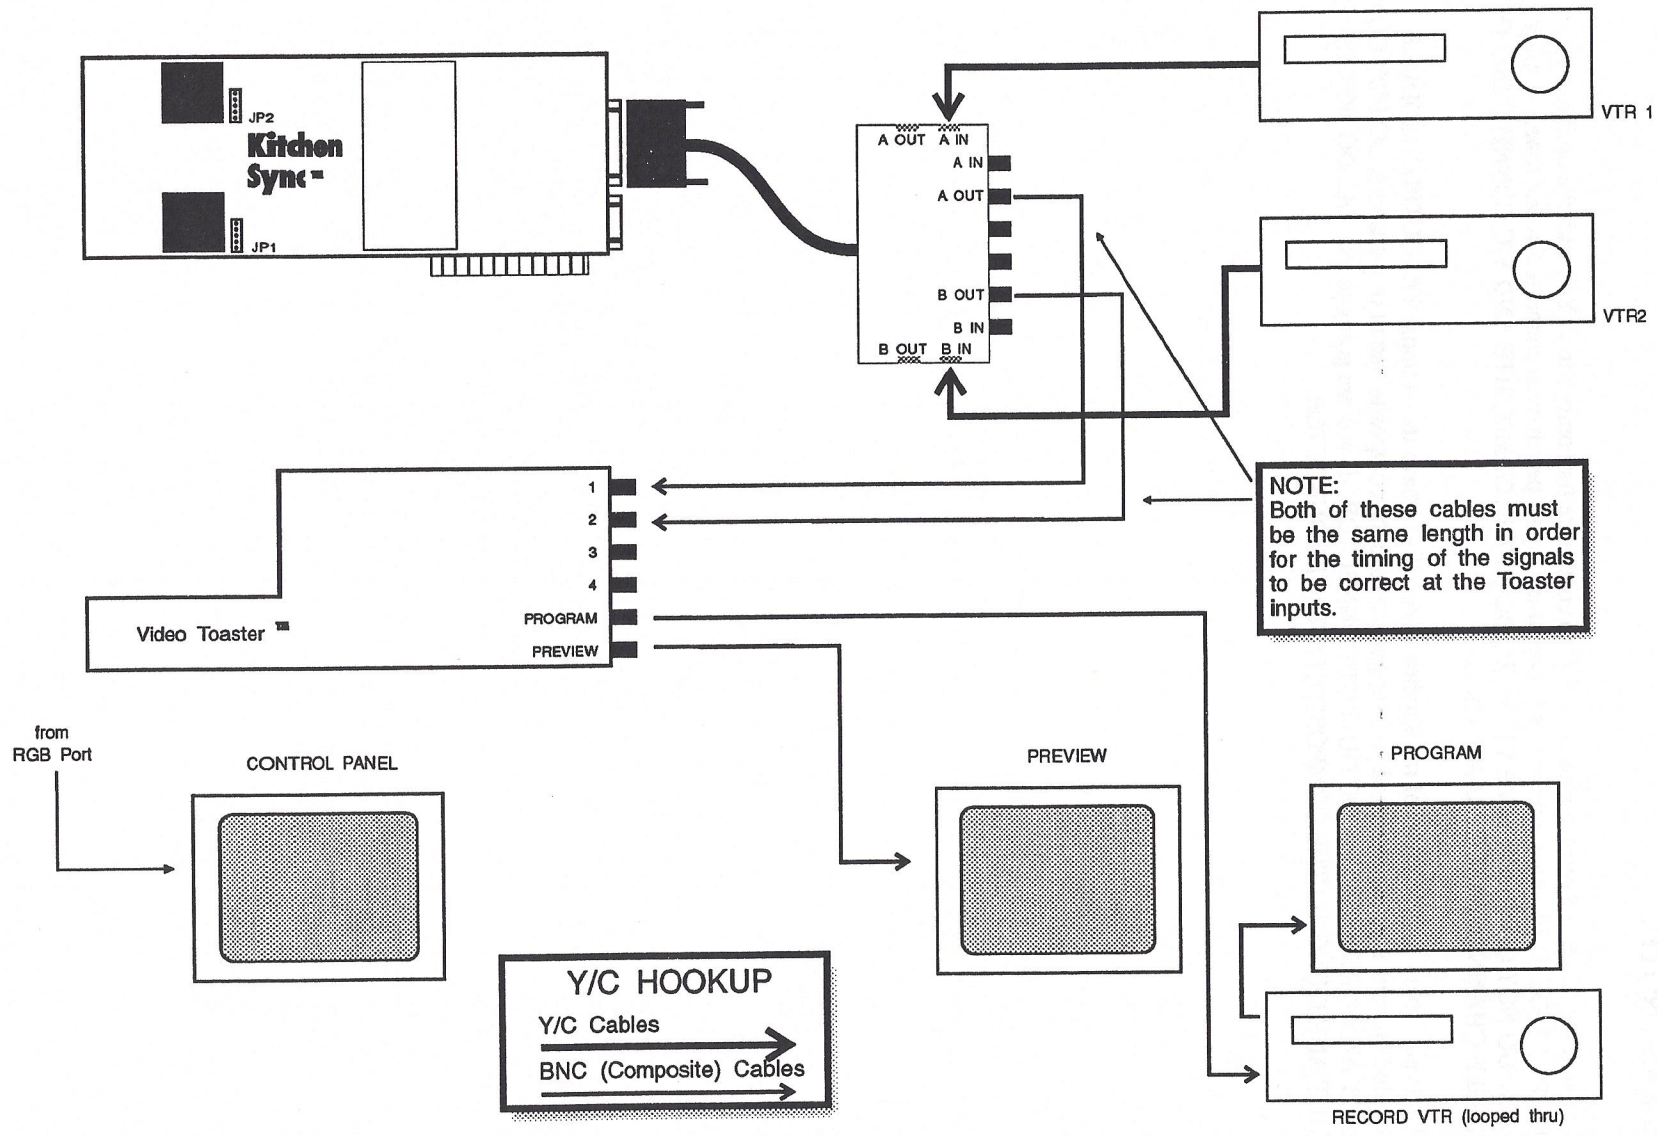 VTR 1
JP2
Kitchen
Sync™
JP1
A OUT A IN
A IN
A OUT
B OUT
B IN
B OUT B IN
VTR2
NOTE:
Both of these cables must
be the same length in order
for the timing of the signals
to be correct at the Toaster
inputs.
1
2
3
4
PROGRAM
PREVIEW
Video Toaster ™
from
RGB Port
CONTROL PANEL
PREVIEW
PROGRAM
Y/C HOOKUP
Y/C Cables
BNC (Composite) Cables
RECORD VTR (looped thru)